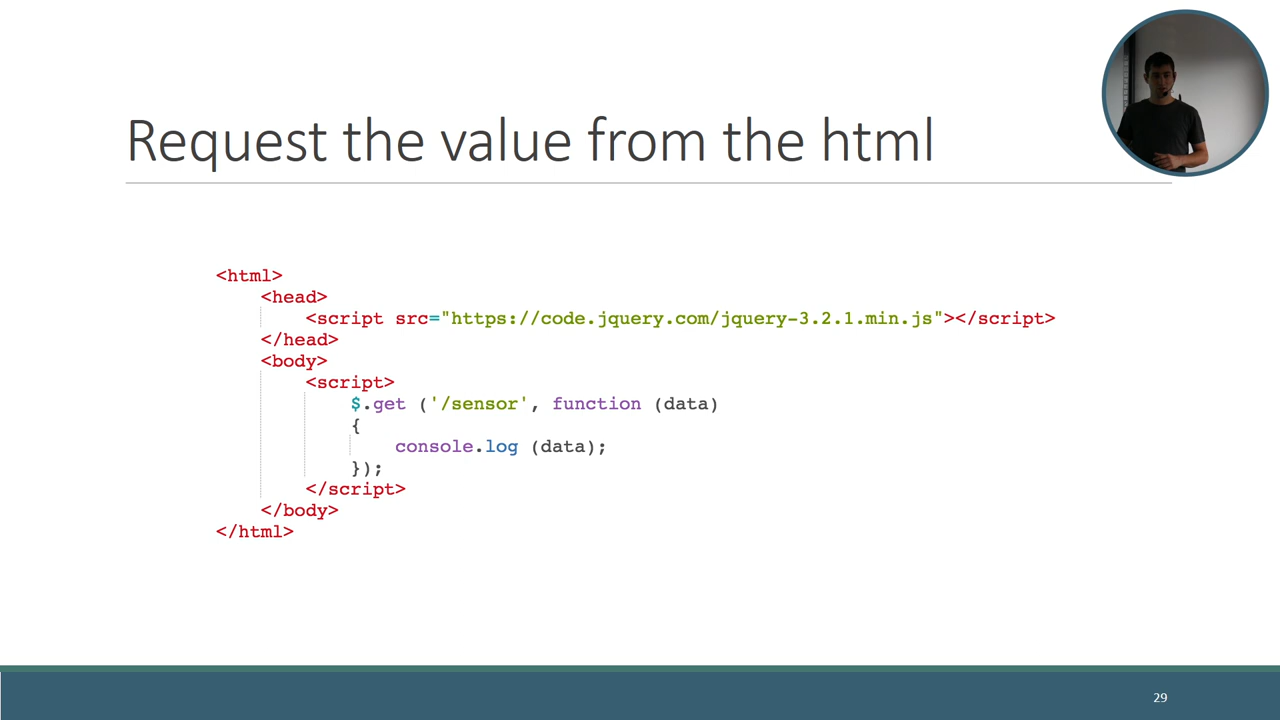 Request the value from the html
<html>
<head>
<script src="https://code.jquery.com/jquery-3.2.1.min.js"></script>
</head>
<body>
<script>
$.get ('/sensor', function (data)
{
console.log (data);
});
</script>
</body>
</html>
29